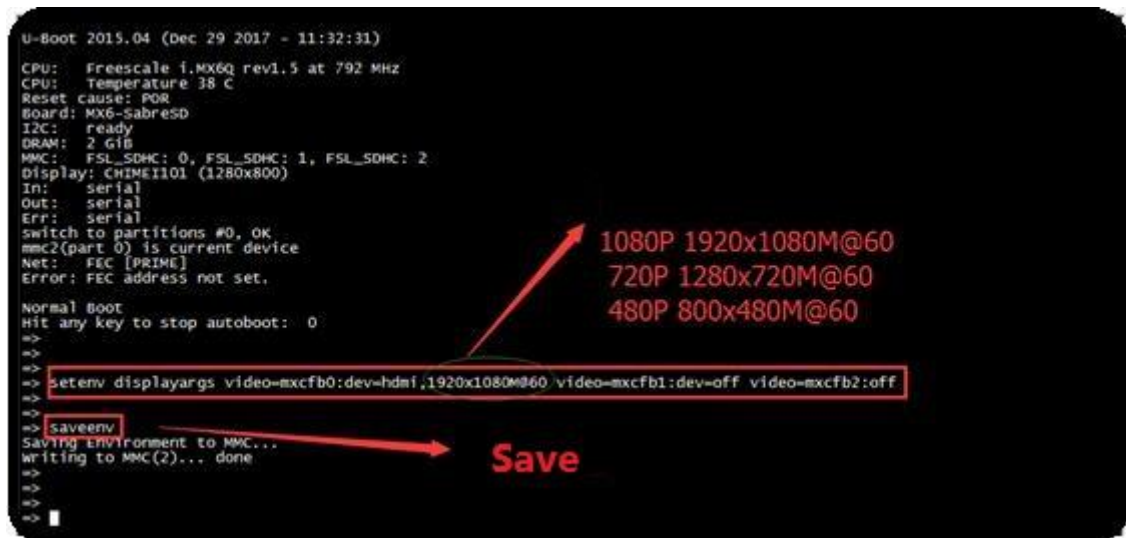 U-Boot 2015.04 (Dec 29 2017 - 11:32:31)
CPU: Freescale i.MX6Q rev1.5 at 792 MHz
CPU: Temperature 38 C
Reset cause: POR
Board: MX6-SabreSD
I2C: ready
DRAM: 2 GiB
MMC: FSL_SDHC: 0, FSL_SDHC: 1, FSL_SDHC: 2
Display: CHIMEI101 (1280x800)
In: serial
Out: serial
Err: serial
switch to partitions #0, OK
mmc2(part 0) is current device
Net: FEC [PRIME]
Error: FEC address not set.
Normal Boot
Hit any key to stop autoboot: 0
=>
=>
=>
=> setenv displayargs video=mxcfb0:dev=hdmi,1920x1080M@60 video=mxcfb1:dev=off video=mxcfb2:off
=>
=>
=> saveenv
Saving Environment to MMC...
Writing to MMC(2)... done
=>
=>
=>
=>
1080P 1920x1080M@60
720P 1280x720M@60
480P 800x480M@60
Save